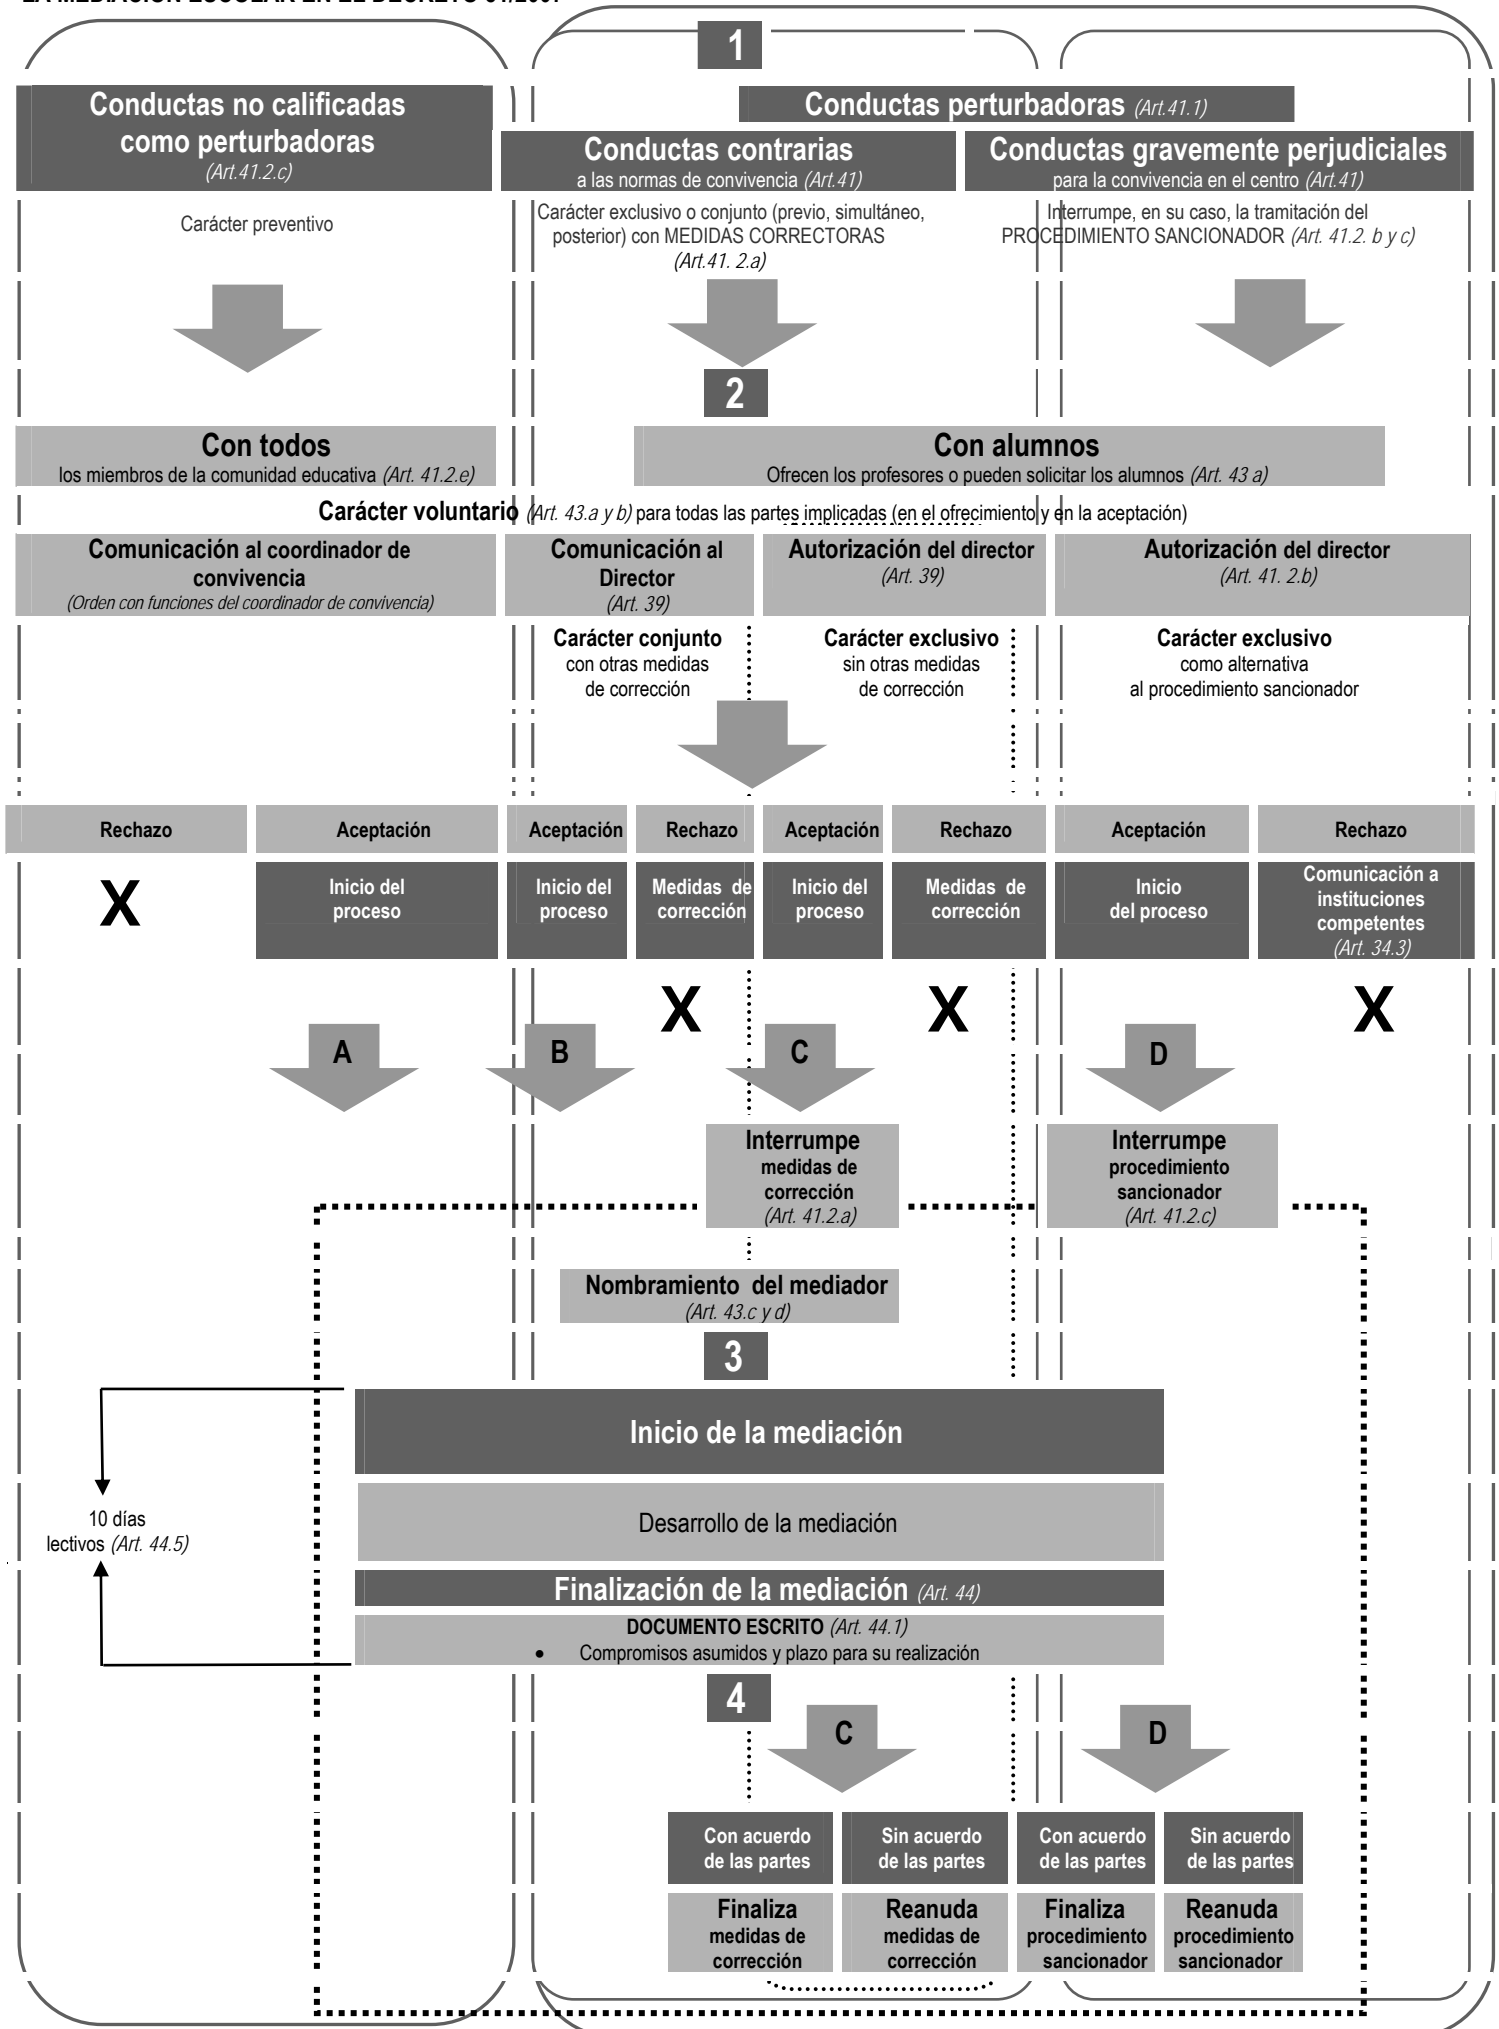 LA MEDIACIÓN ESCOLAR EN EL DECRETO 51/2007
1
Conductas no calificadas
como perturbadoras
(Art.41.2.c)
Conductas perturbadoras (Art.41.1)
Conductas contrarias
a las normas de convivencia (Art.41)
Conductas gravemente perjudiciales
para la convivencia en el centro (Art.41)
Carácter preventivo
Carácter exclusivo o conjunto (previo, simultáneo,
posterior) con MEDIDAS CORRECTORAS
(Art.41. 2.a)
Interrumpe, en su caso, la tramitación del
PROCEDIMIENTO SANCIONADOR (Art. 41.2. b y c)
2
Con todos
los miembros de la comunidad educativa (Art. 41.2.e)
Con alumnos
Ofrecen los profesores o pueden solicitar los alumnos (Art. 43 a)
Carácter voluntario (Art. 43.a y b) para todas las partes implicadas (en el ofrecimiento y en la aceptación)
Comunicación al coordinador de
convivencia
(Orden con funciones del coordinador de convivencia)
Comunicación al
Director
(Art. 39)
Autorización del director
(Art. 39)
Autorización del director
(Art. 41. 2.b)
Carácter conjunto
con otras medidas
de corrección
Carácter exclusivo
sin otras medidas
de corrección
Carácter exclusivo
como alternativa
al procedimiento sancionador
Rechazo
Aceptación
Aceptación
Rechazo
Aceptación
Rechazo
Aceptación
Rechazo
X
Inicio del
proceso
Inicio del
proceso
Medidas de
corrección
Inicio del
proceso
Medidas de
corrección
Inicio
del proceso
Comunicación a
instituciones
competentes
(Art. 34.3)
X
X
X
A
B
C
D
Interrumpe
medidas de
corrección
(Art. 41.2.a)
Interrumpe
procedimiento
sancionador
(Art. 41.2.c)
Nombramiento del mediador
(Art. 43.c y d)
3
Inicio de la mediación
10 días
lectivos (Art. 44.5)
Desarrollo de la mediación
Finalización de la mediación (Art. 44)
DOCUMENTO ESCRITO (Art. 44.1)
• Compromisos asumidos y plazo para su realización
4
C
D
Con acuerdo
de las partes
Sin acuerdo
de las partes
Con acuerdo
de las partes
Sin acuerdo
de las partes
Finaliza
medidas de
corrección
Reanuda
medidas de
corrección
Finaliza
procedimiento
sancionador
Reanuda
procedimiento
sancionador